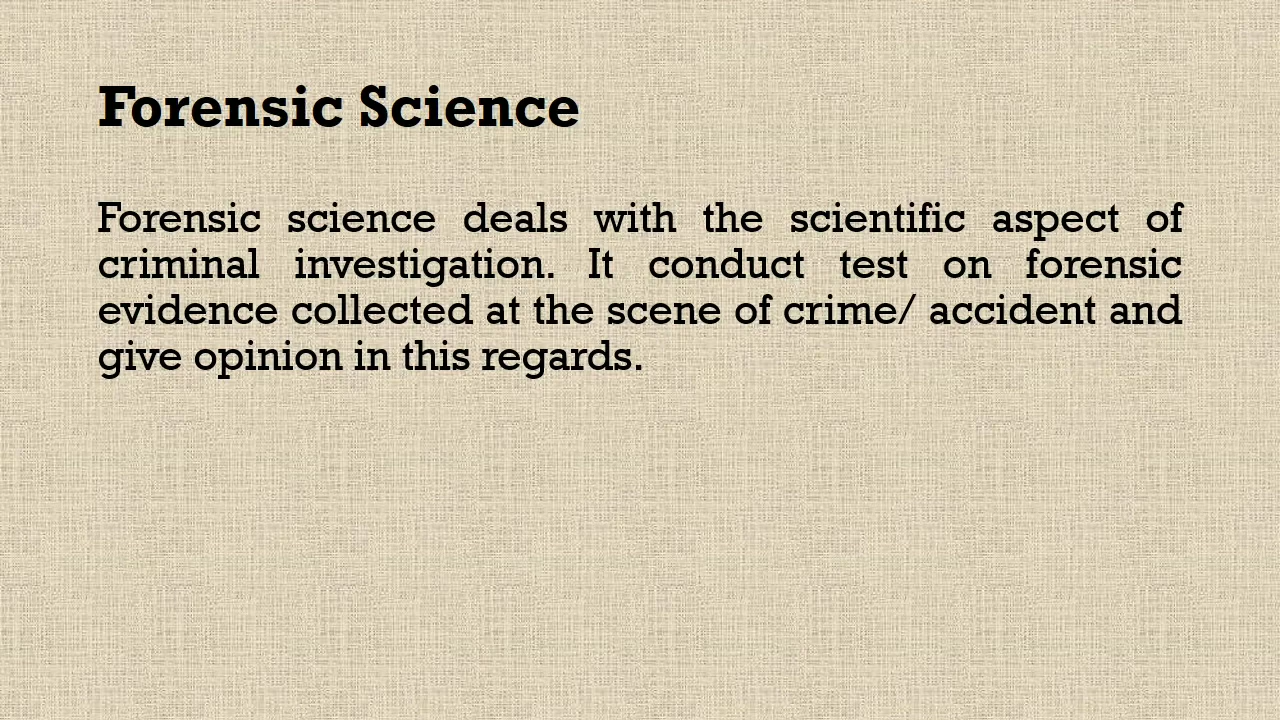 Forensic Science
Forensic science deals with the scientific aspect of
criminal investigation. It conduct test on forensic
evidence collected at the scene of crime/ accident and
give opinion in this regards.